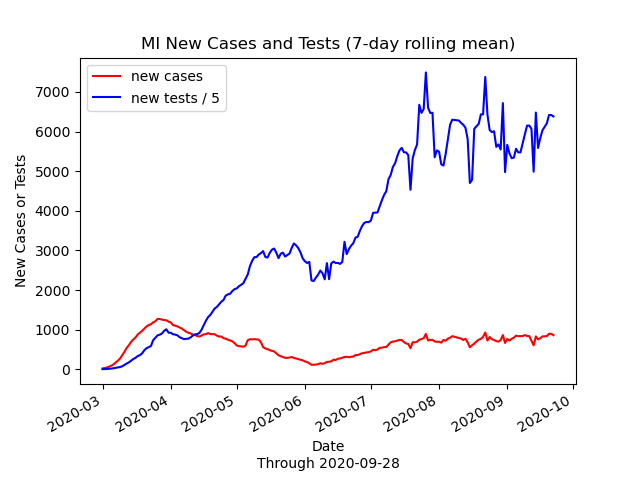 MI New Cases and Tests (7-day rolling mean)
new cases
new tests / 5
7000
6000
5000
4000
3000
2000
1000
0
New Cases or Tests
2020-03
2020-04
2020-05
2020-06
2020-07
2020-08
2020-09
2020-10
Date
Through 2020-09-28